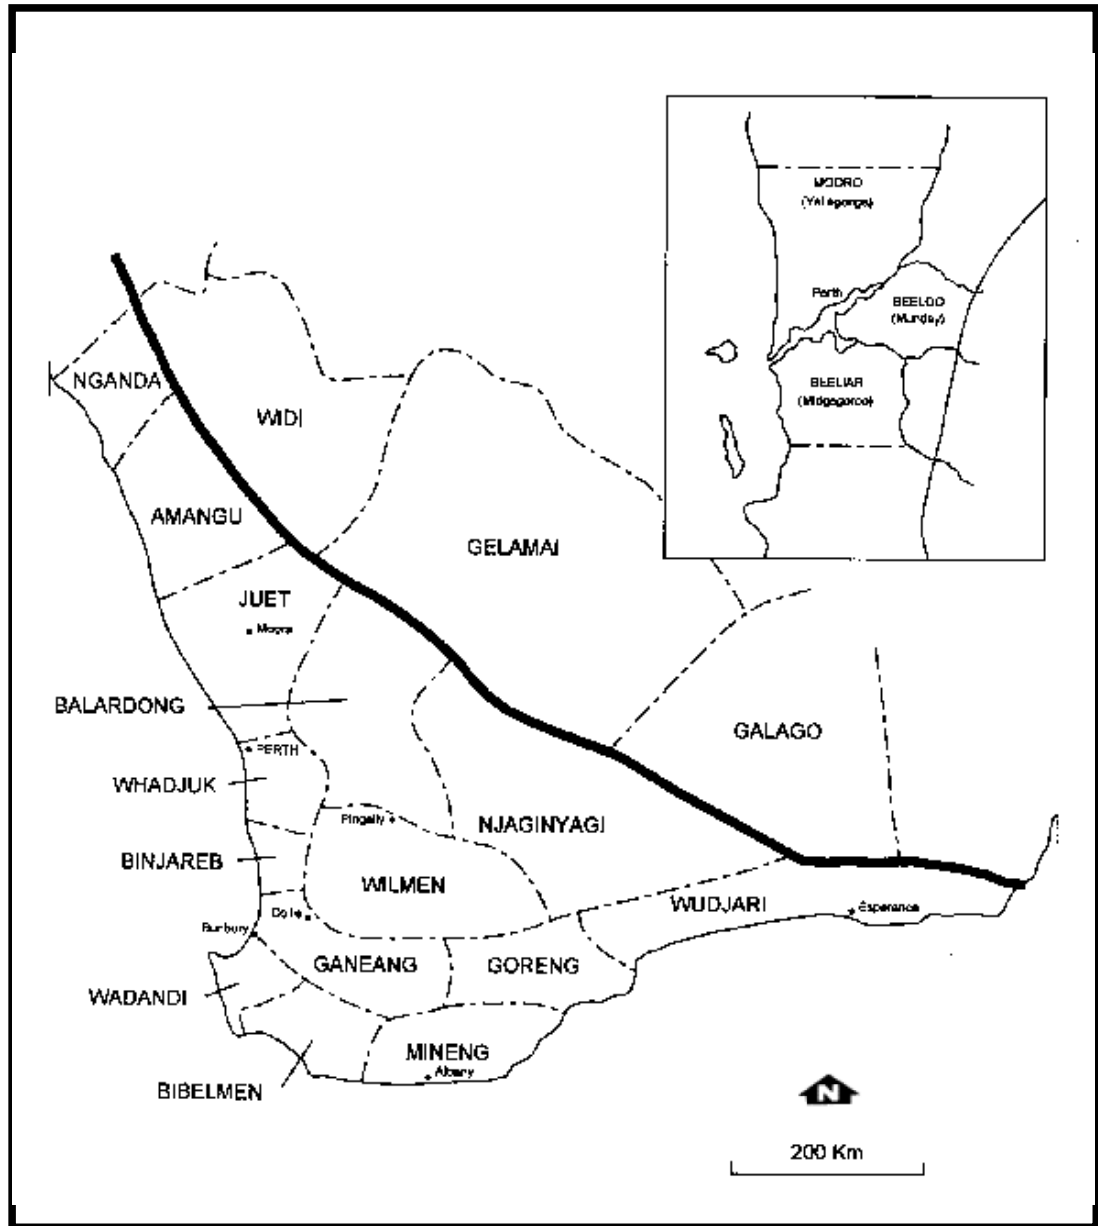 MOORO
(Yellagonga)
Perth
BEELOO
(Munday)
BEELIAR
(Midgegoroo)
NGANDA
WIDI
AMANGU
GELAMAI
JUET
Moora
BALARDONG
GALAGO
PERTH
WHADJUK
Pingelly
NJAGINYAGI
BINJAREB
WILMEN
WUDJARI
Esperance
Bunbury
GANEANG
GORENG
WADANDI
MINENG
Albany
BIBELMEN
N
200 Km